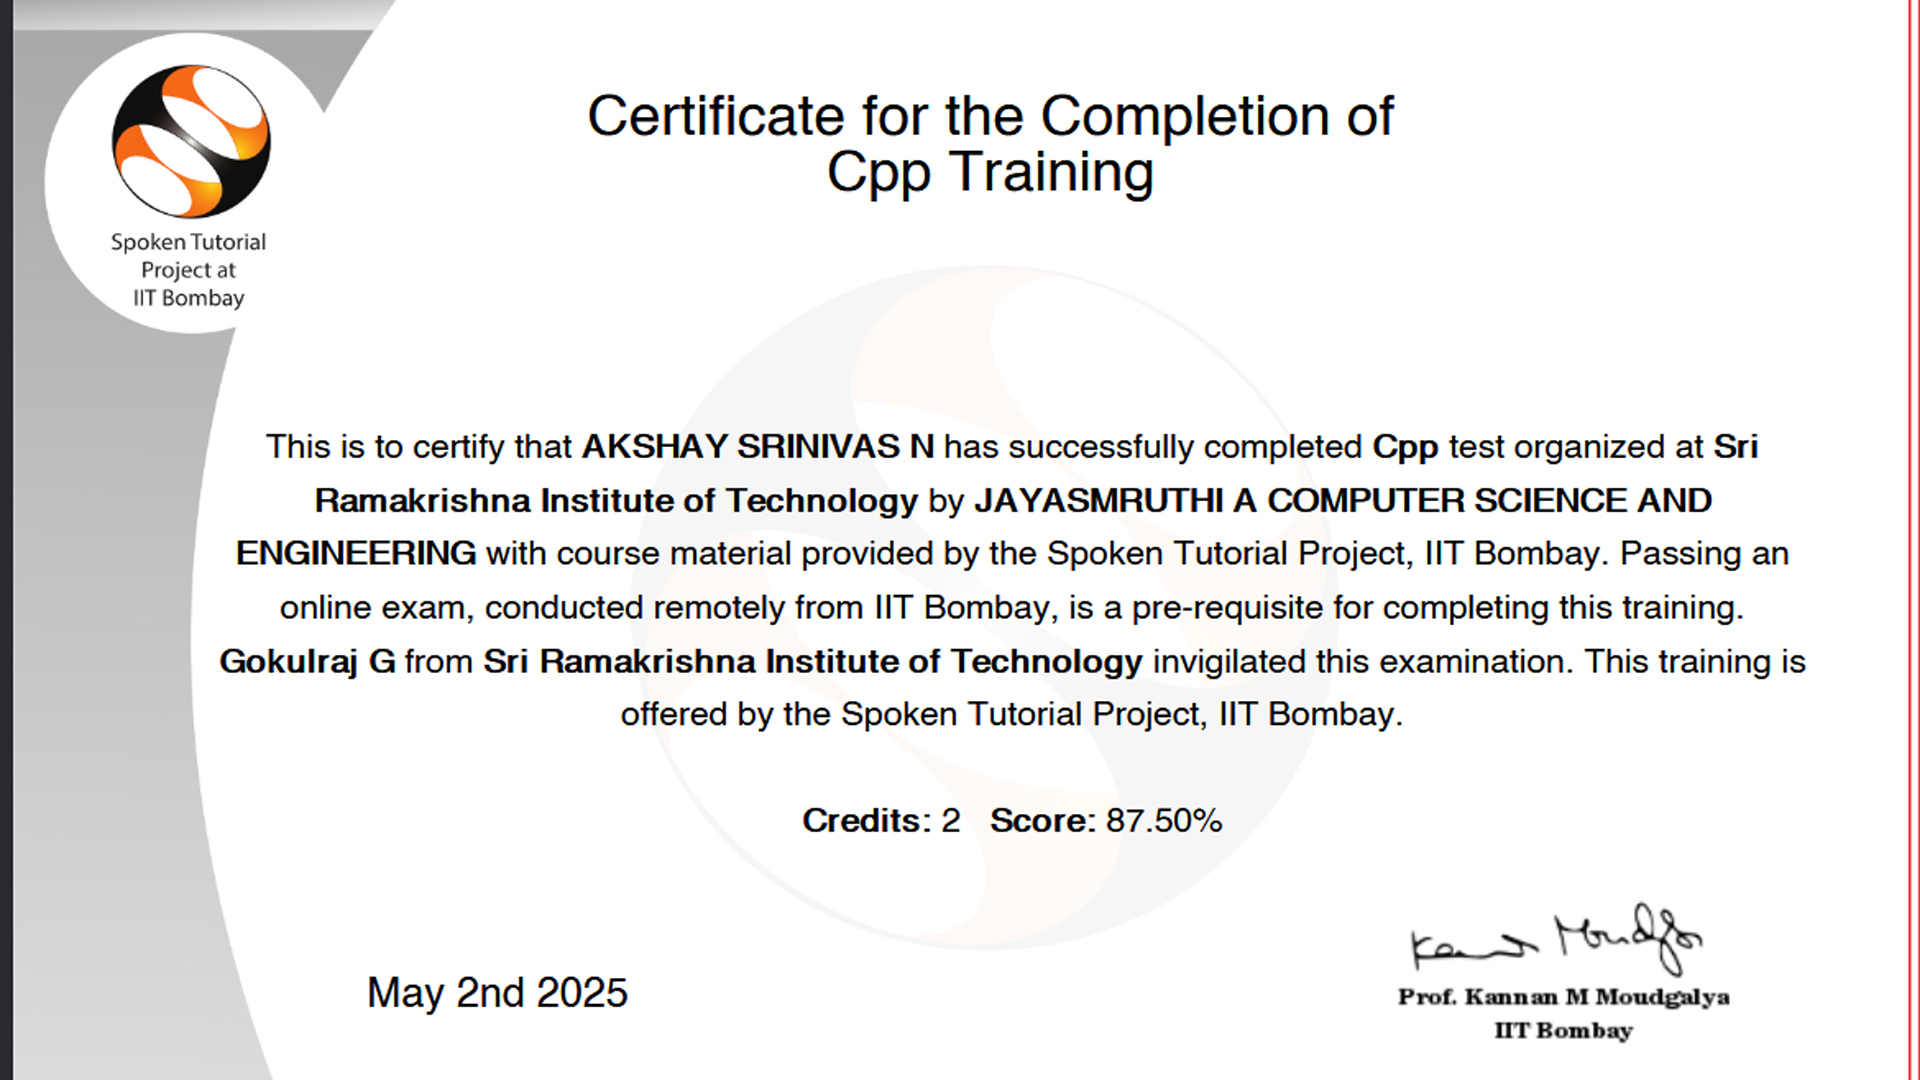 Spoken Tutorial
Project at
IIT Bombay
Certificate for the Completion of
Cpp Training
This is to certify that AKSHAY SRINIVAS N has successfully completed Cpp test organized at Sri
Ramakrishna Institute of Technology by JAYASMRUTHI A COMPUTER SCIENCE AND
ENGINEERING with course material provided by the Spoken Tutorial Project, IIT Bombay. Passing an
online exam, conducted remotely from IIT Bombay, is a pre-requisite for completing this training.
Gokulraj G from Sri Ramakrishna Institute of Technology invigilated this examination. This training is
offered by the Spoken Tutorial Project, IIT Bombay.
Credits: 2 Score: 87.50%
May 2nd 2025
Prof. Kannan M Moudgalya
IIT Bombay